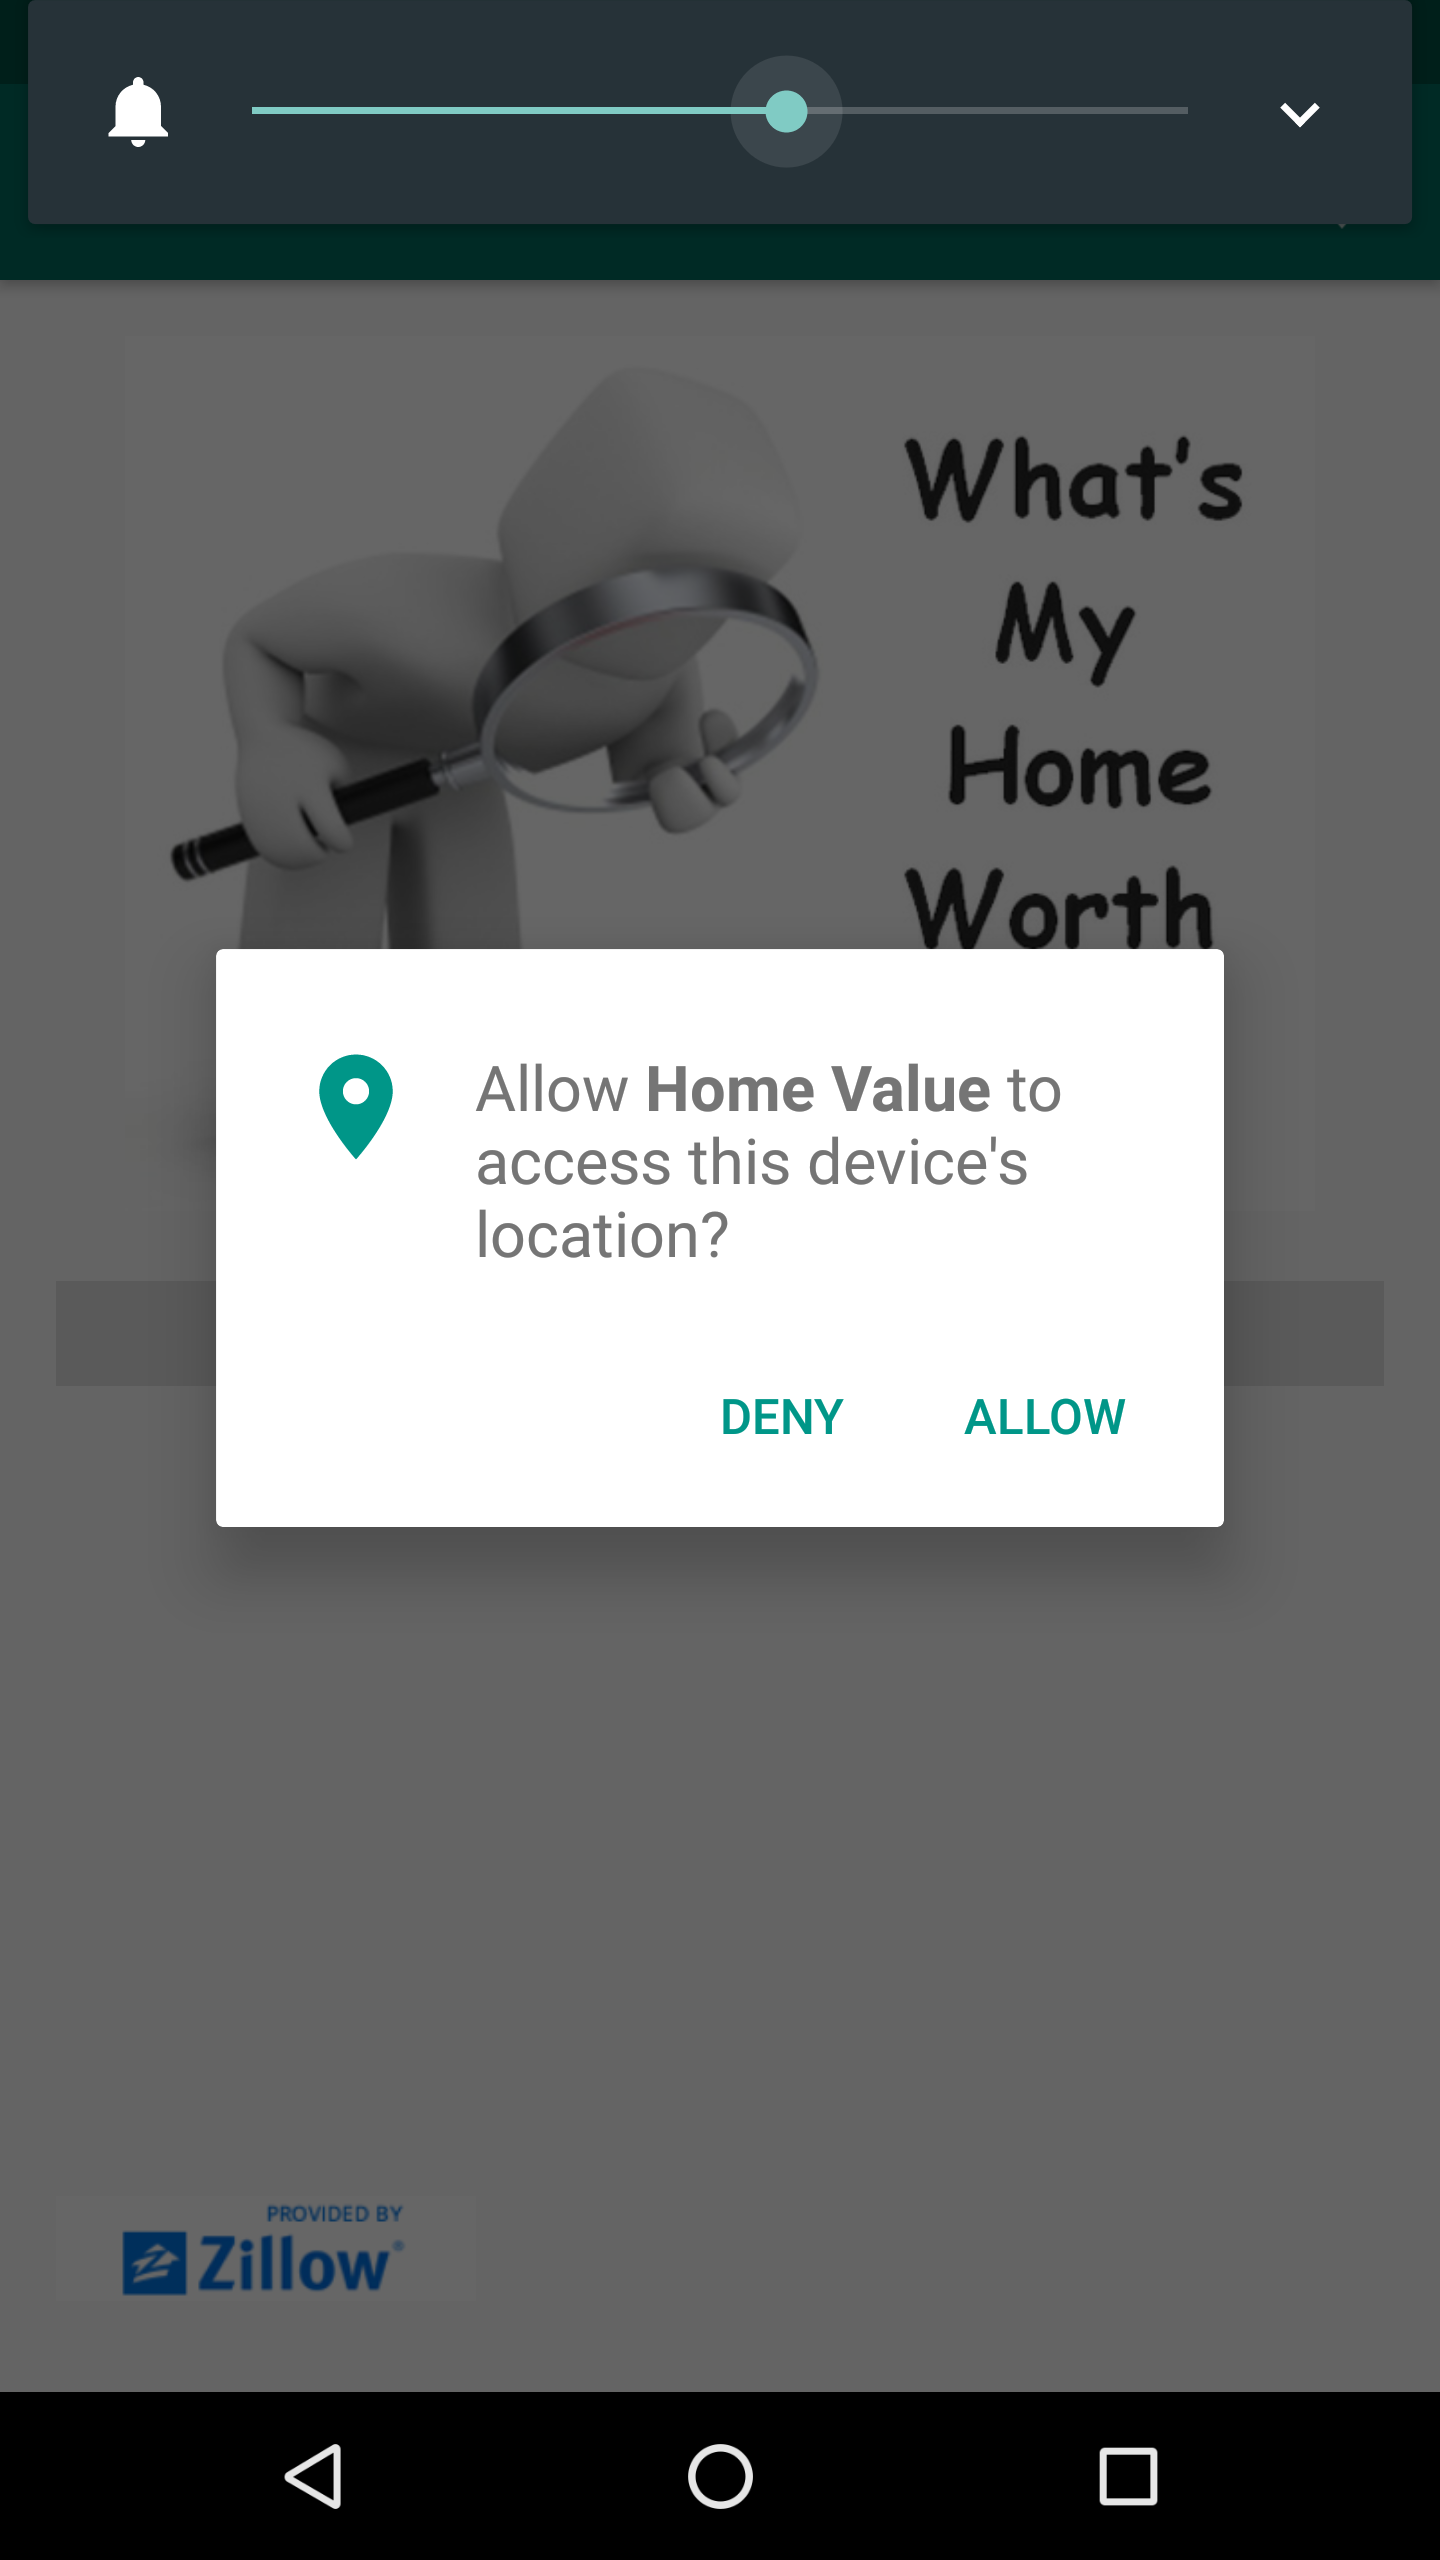 What's
My
Home
Worth
Allow Home Value to
access this device's
location?
DENY ALLOW
PROVIDED BY
Zillow®